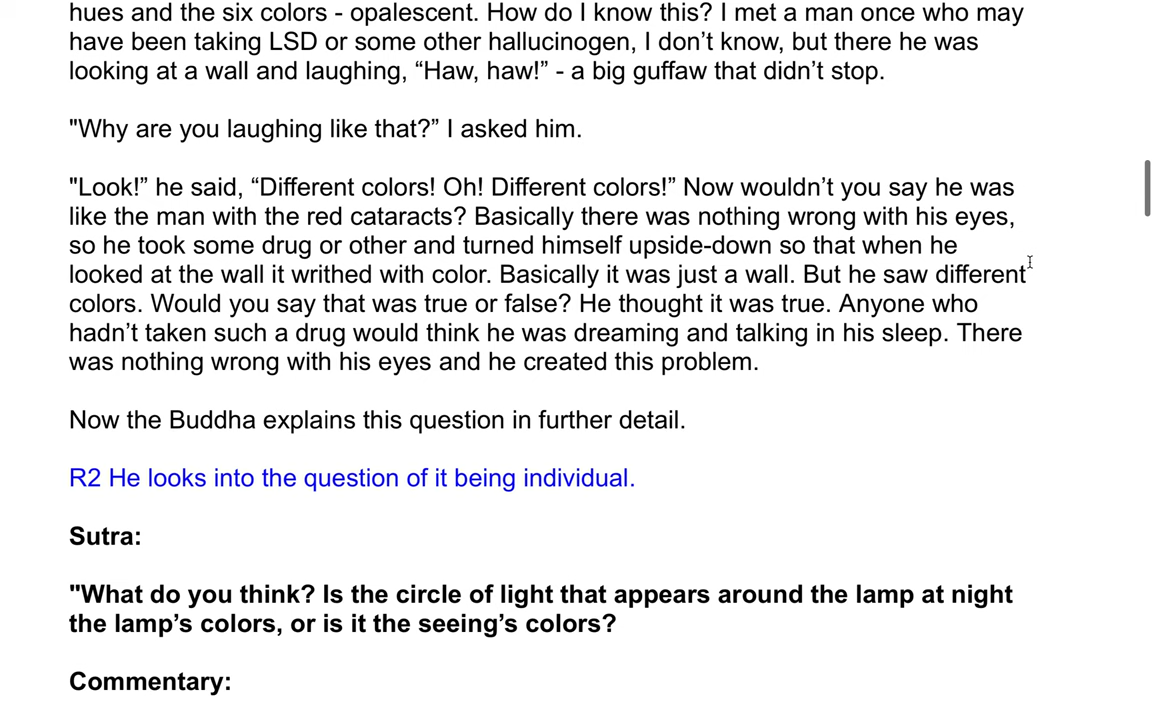 hues and the six colors - opalescent. How do I know this? I met a man once who may
have been taking LSD or some other hallucinogen, I don’t know, but there he was
looking at a wall and laughing, “Haw, haw!” - a big guffaw that didn’t stop.
"Why are you laughing like that?” I asked him.
"Look!” he said, “Different colors! Oh! Different colors!” Now wouldn’t you say he was
like the man with the red cataracts? Basically there was nothing wrong with his eyes,
so he took some drug or other and turned himself upside-down so that when he
looked at the wall it writhed with color. Basically it was just a wall. But he saw different
colors. Would you say that was true or false? He thought it was true. Anyone who
hadn’t taken such a drug would think he was dreaming and talking in his sleep. There
was nothing wrong with his eyes and he created this problem.
Now the Buddha explains this question in further detail.
R2 He looks into the question of it being individual.
Sutra:
"What do you think? Is the circle of light that appears around the lamp at night
the lamp’s colors, or is it the seeing’s colors?
Commentary: